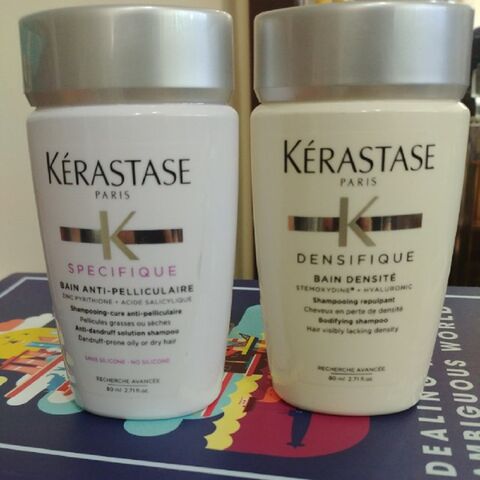 KÉRASTASE
PARIS
K
SPECIFIQUE
BAIN ANTI-PELLICULAIRE
ZINC PYRITHIONE + ACIDE SALICYLIQUE
Shampooing-cure anti-pelliculaire
Pellicules grasses ou sèches
Anti-dandruff solution shampoo
Dandruff-prone oily or dry hair
SANS SILICONE - NO SILICONE
RECHERCHE AVANCÉE
80 ml 2.71 fl.oz.
KÉRASTASE
PARIS
K
DENSIFIQUE
BAIN DENSITÉ
STEMOXYDINE® + HYALURONIC
Shampooing repulpant
Cheveux en perte de densité
Bodifying shampoo
Hair visibly lacking density
RECHERCHE AVANCÉE
80 ml 2.71 fl.oz.
DEALING
AMBIGUOUS WORLD